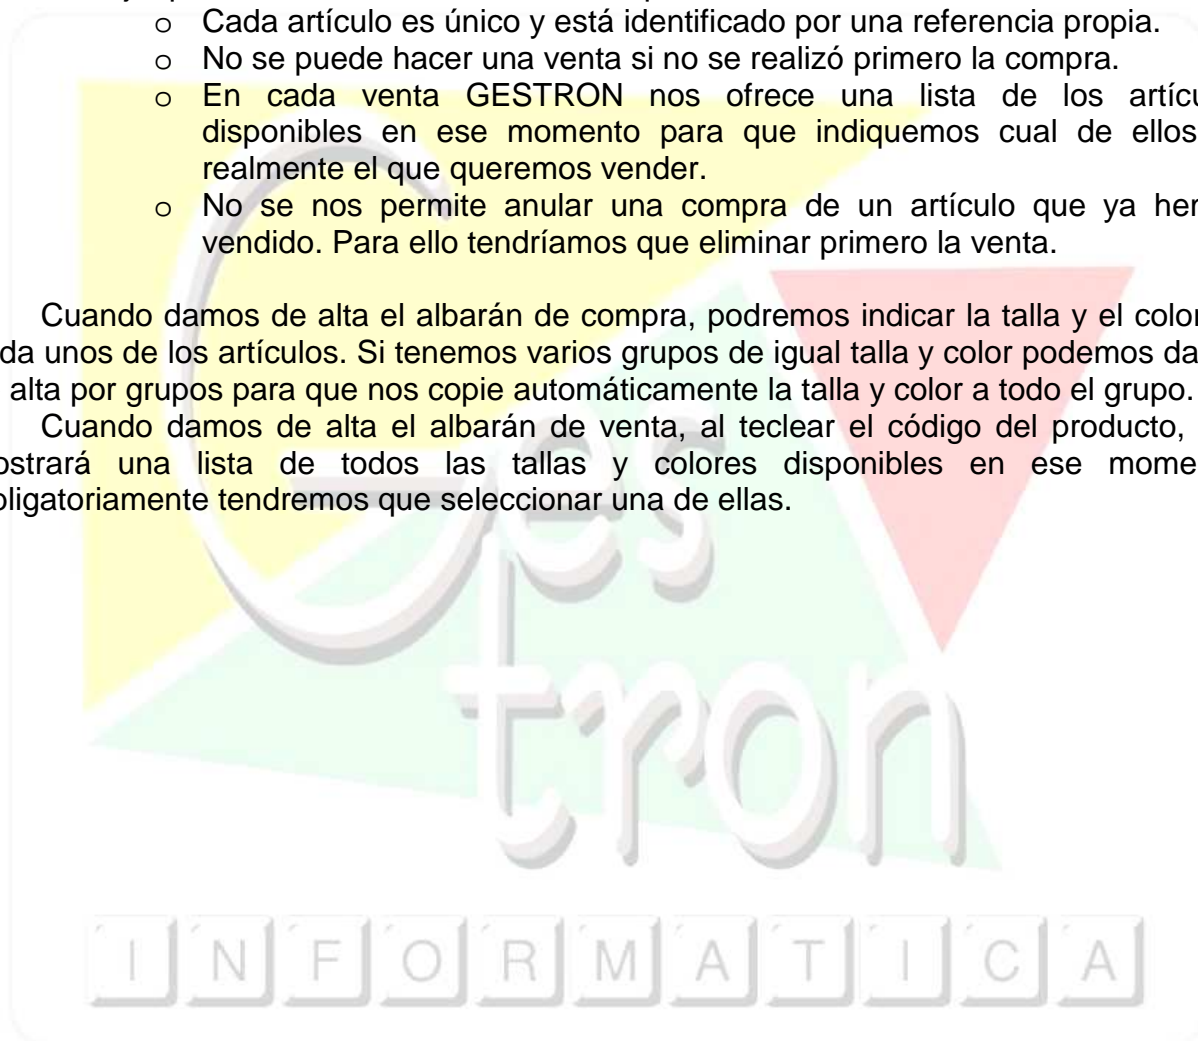 o Cada artículo es único y está identificado por una referencia propia.
o No se puede hacer una venta si no se realizó primero la compra.
o En cada venta GESTRON nos ofrece una lista de los artícu
disponibles en ese momento para que indiquemos cual de ellos
realmente el que queremos vender.
o No se nos permite anular una compra de un artículo que ya hem
vendido. Para ello tendríamos que eliminar primero la venta.
Cuando damos de alta el albarán de compra, podremos indicar la talla y el color
da unos de los artículos. Si tenemos varios grupos de igual talla y color podemos da
alta por grupos para que nos copie automáticamente la talla y color a todo el grupo.
Cuando damos de alta el albarán de venta, al teclear el código del producto,
ostrará una lista de todos las tallas y colores disponibles en ese mome
bligatoriamente tendremos que seleccionar una de ellas.
Ges
tron
INFORMATICA